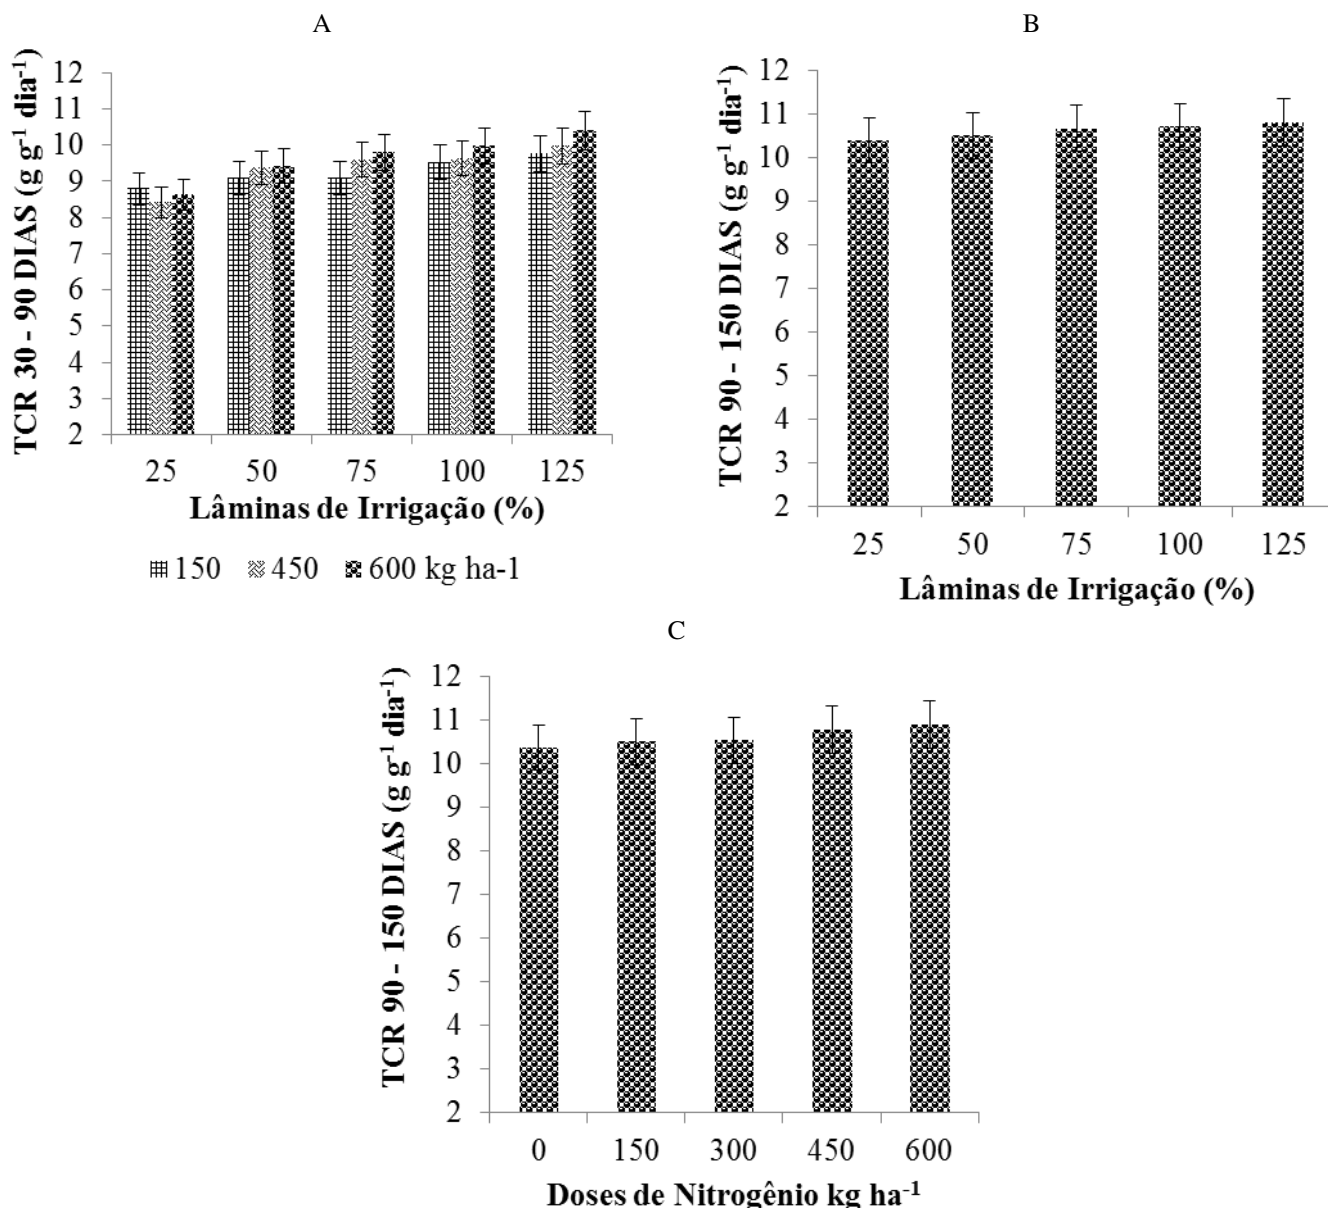 A
TCR 30 - 90 DIAS (g g⁻¹ dia⁻¹)
12
11
10
9
8
7
6
5
4
3
2
25 50 75 100 125
Lâminas de Irrigação (%)
150 450 600 kg ha-1
B
TCR 90 - 150 DIAS (g g⁻¹ dia⁻¹)
12
11
10
9
8
7
6
5
4
3
2
25 50 75 100 125
Lâminas de Irrigação (%)
C
TCR 90 - 150 DIAS (g g⁻¹ dia⁻¹)
12
11
10
9
8
7
6
5
4
3
2
0 150 300 450 600
Doses de Nitrogênio kg ha⁻¹